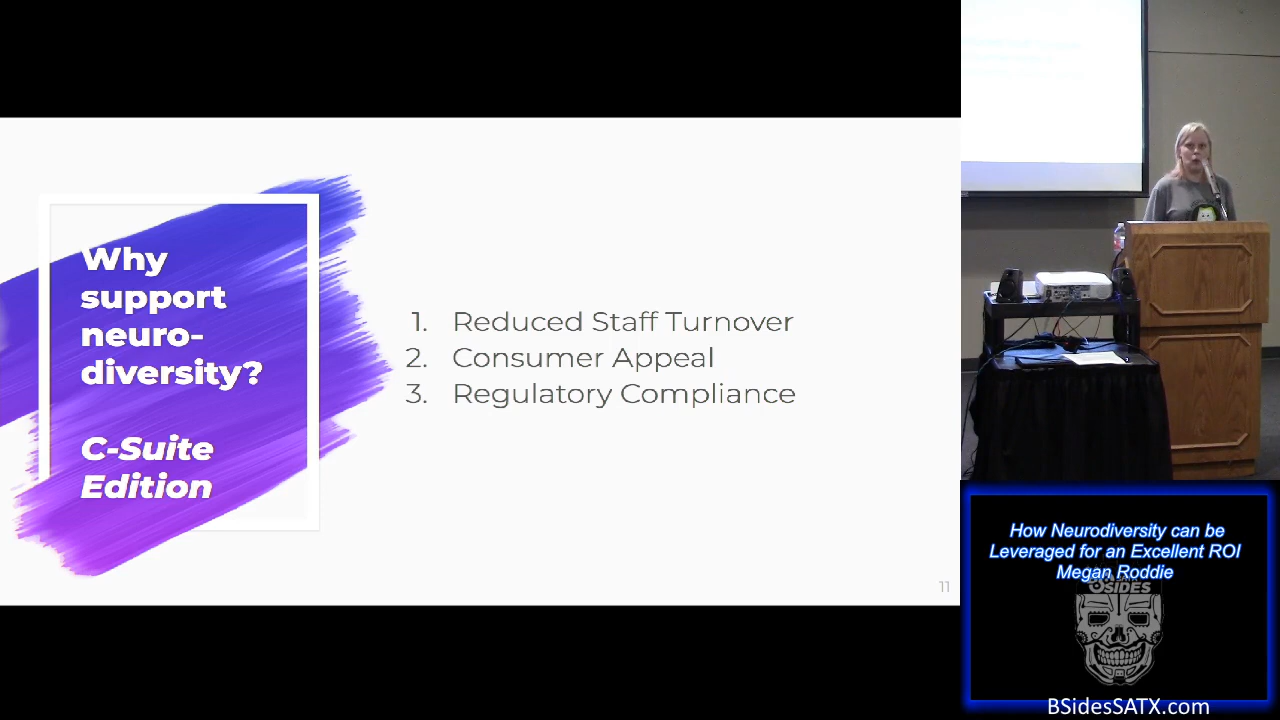 Why
support
neuro-
diversity?
C-Suite
Edition
1. Reduced Staff Turnover
2. Consumer Appeal
3. Regulatory Compliance
11
How Neurodiversity can be
Leveraged for an Excellent ROI
Megan Roddie
BSIDES
BSidesSATX.com